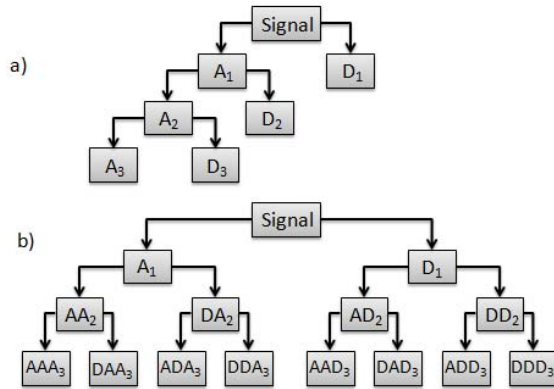 Signal
a)
A₁ D₁
A₂ D₂
A₃ D₃
Signal
b)
A₁ D₁
AA₂ DA₂ AD₂ DD₂
AAA₃ DAA₃ ADA₃ DDA₃ AAD₃ DAD₃ ADD₃ DDD₃